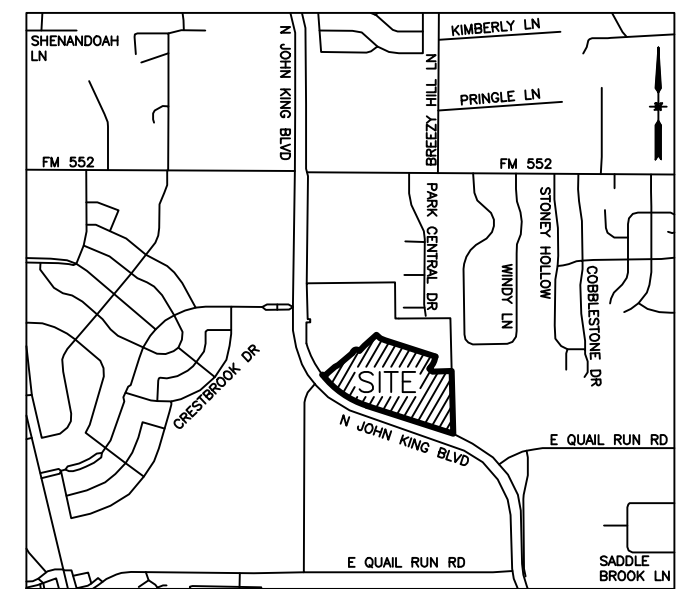 SHENANDOAH
LN
N JOHN KING BLVD
KIMBERLY LN
BREEZY HILL LN
PRINGLE LN
FM 552
FM 552
PARK CENTRAL DR
WINDY LN
STONEY HOLLOW
COBBLESTONE DR
CRESTBROOK DR
SITE
N JOHN KING BLVD
E QUAIL RUN RD
E QUAIL RUN RD
SADDLE
BROOK LN